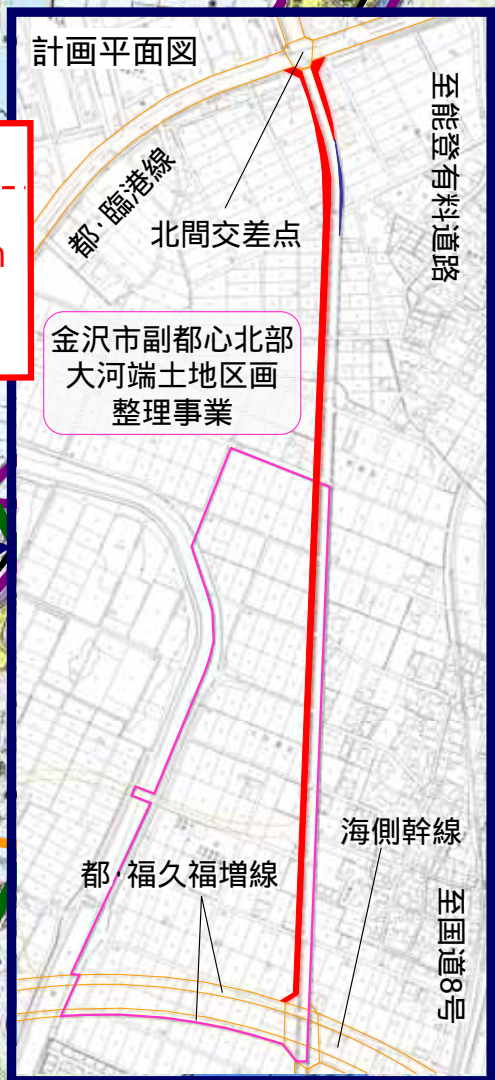 計画平面図
至能登有料道路
都・臨港線
北間交差点
金沢市副都心北部
大河端土地区画
整理事業
海側幹線
都・福久福増線
至国道8号